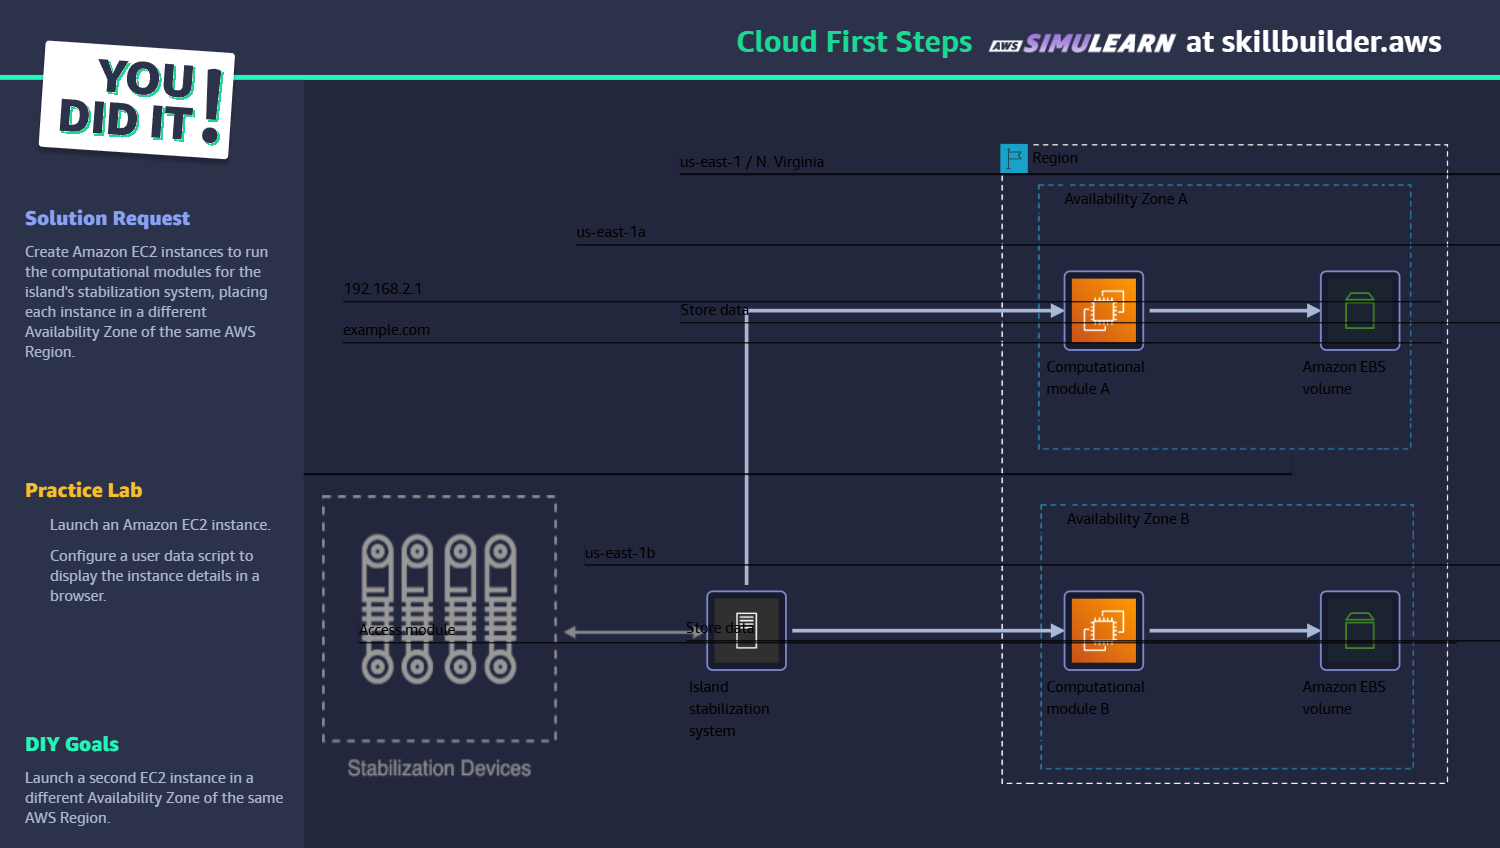 Cloud First Steps AWS SIMULEARN at skillbuilder.aws
YOU
DID IT!
Solution Request
Create Amazon EC2 instances to run
the computational modules for the
island's stabilization system, placing
each instance in a different
Availability Zone of the same AWS
Region.
Practice Lab
Launch an Amazon EC2 instance.
Configure a user data script to
display the instance details in a
browser.
DIY Goals
Launch a second EC2 instance in a
different Availability Zone of the same
AWS Region.
us-east-1 / N. Virginia
Region
Availability Zone A
us-east-1a
192.168.2.1
Store data
example.com
Computational
module A
Amazon EBS
volume
Availability Zone B
us-east-1b
Access module
Store data
Island
stabilization
system
Computational
module B
Amazon EBS
volume
Stabilization Devices